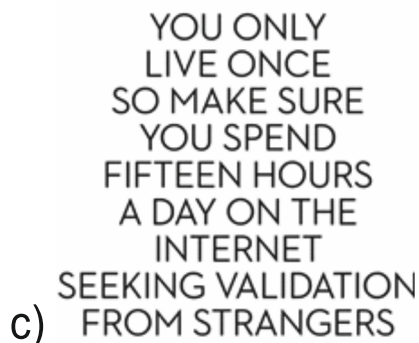 YOU ONLY
LIVE ONCE
SO MAKE SURE
YOU SPEND
FIFTEEN HOURS
A DAY ON THE
INTERNET
SEEKING VALIDATION
c) FROM STRANGERS